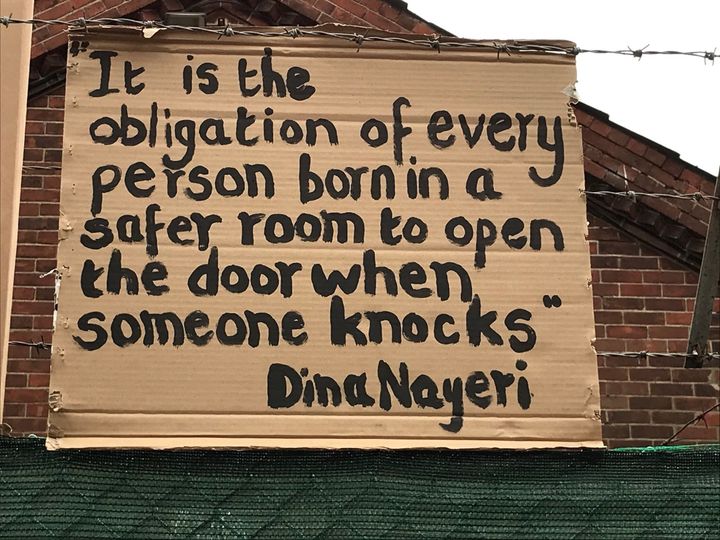 "It is the
obligation of every
person born in a
safer room to open
the door when
someone knocks"
Dina Nayeri